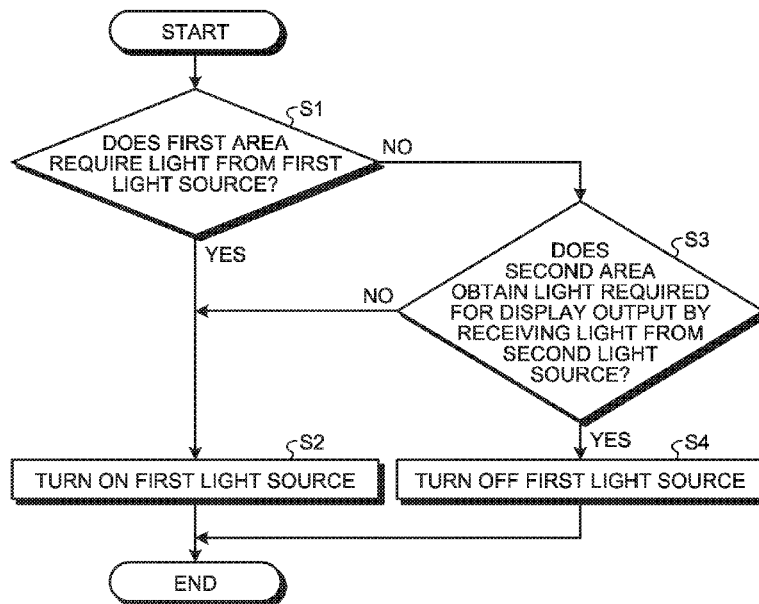 START
S1
DOES FIRST AREA
REQUIRE LIGHT FROM FIRST
LIGHT SOURCE?
NO
YES
S3
DOES
SECOND AREA
OBTAIN LIGHT REQUIRED
FOR DISPLAY OUTPUT BY
RECEIVING LIGHT FROM
SECOND LIGHT
SOURCE?
NO
YES
S2
TURN ON FIRST LIGHT SOURCE
S4
TURN OFF FIRST LIGHT SOURCE
END